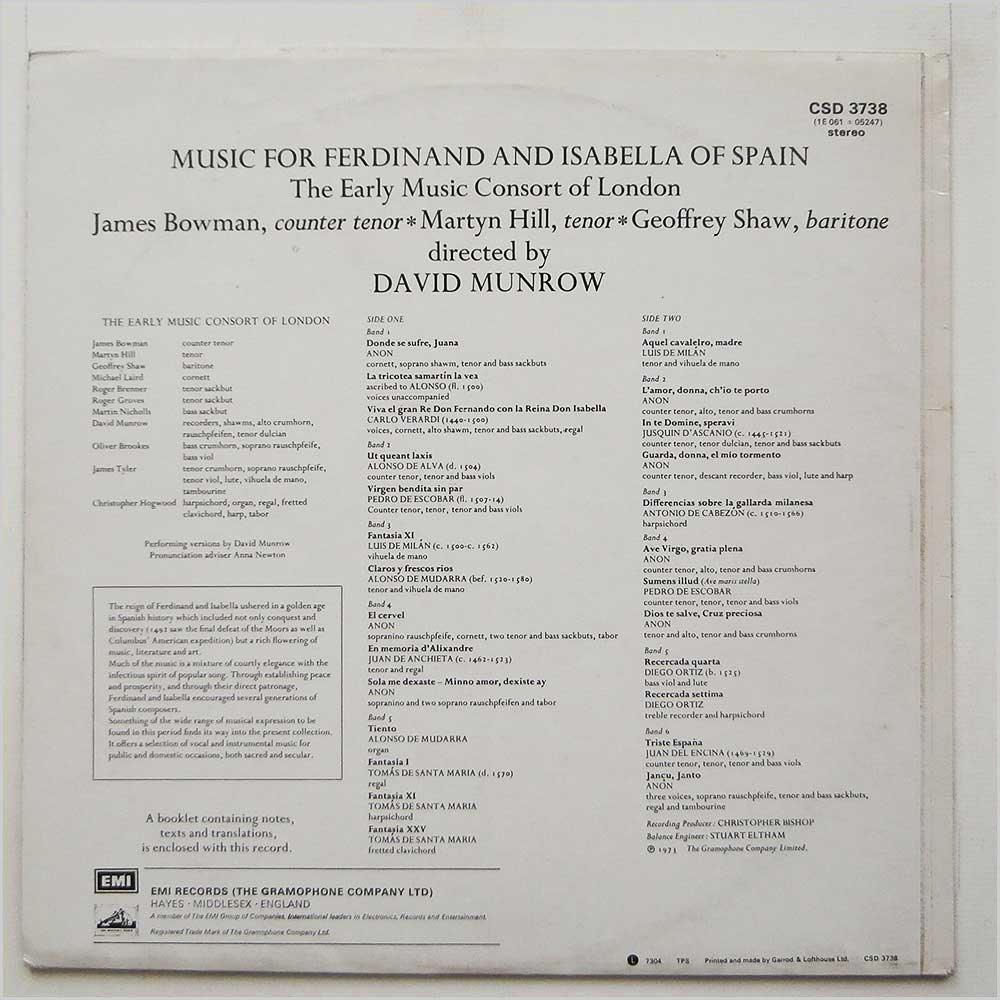 CSD 3738
(1E 061 ○ 05247)
stereo
MUSIC FOR FERDINAND AND ISABELLA OF SPAIN
The Early Music Consort of London
James Bowman, counter tenor*Martyn Hill, tenor*Geoffrey Shaw, baritone
directed by
DAVID MUNROW
THE EARLY MUSIC CONSORT OF LONDON
James Bowman counter tenor
Martyn Hill tenor
Geoffrey Shaw baritone
Michael Laird cornett
Roger Brenner tenor sackbut
Roger Groves tenor sackbut
Martin Nicholls bass sackbut
David Munrow recorders, shawms, alto crumhorn,
rauschpfeifen, tenor dulcian
Oliver Brookes bass crumhorn, soprano rauschpfeife,
bass viol
James Tyler tenor crumhorn, soprano rauschpfeife,
tenor viol, lute, vihuela de mano,
tambourine
Christopher Hogwood harpsichord, organ, regal, fretted
clavichord, harp, tabor
Performing versions by David Munrow
Pronunciation adviser Anna Newton
The reign of Ferdinand and Isabella ushered in a golden age
in Spanish history which included not only conquest and
discovery (1492 saw the final defeat of the Moors as well as
Columbus' American expedition) but a rich flowering of
music, literature and art.
Much of the music is a mixture of courtly elegance with the
infectious spirit of popular song. Through establishing peace
and prosperity, and through their direct patronage,
Ferdinand and Isabella encouraged several generations of
Spanish composers.
Something of the wide range of musical expression to be
found in this period finds its way into the present collection.
It offers a selection of vocal and instrumental music for
public and domestic occasions, both sacred and secular.
A booklet containing notes,
texts and translations,
is enclosed with this record.
SIDE ONE
Band 1
Donde se sufre, Juana
ANON
cornett, soprano shawm, tenor and bass sackbuts
La tricotea samartín la vea
ascribed to ALONSO (fl. 1500)
voices unaccompanied
Viva el gran Re Don Fernando con la Reina Don Isabella
CARLO VERARDI (1440-1500)
voices, cornett, alto shawm, tenor and bass sackbuts, regal
Band 2
Ut queant laxis
ALONSO DE ALVA (d. 1504)
counter tenor, tenor and bass viols
Virgen bendita sin par
PEDRO DE ESCOBAR (fl. 1507-14)
Counter tenor, tenor, tenor and bass viols
Band 3
Fantasia XI
LUIS DE MILÁN (c. 1500-c. 1562)
vihuela de mano
Claros y frescos rios
ALONSO DE MUDARRA (bef. 1520-1580)
tenor and vihuela de mano
Band 4
El cervel
ANON
sopranino rauschpfeife, cornett, two tenor and bass sackbuts, tabor
En memoria d'Alixandre
JUAN DE ANCHIETA (c. 1462-1523)
tenor and regal
Sola me dexaste – Minno amor, dexiste ay
ANON
sopranino and two soprano rauschpfeifen and tabor
Band 5
Tiento
ALONSO DE MUDARRA
organ
Fantasia I
TOMÁS DE SANTA MARIA (d. 1570)
regal
Fantasia XI
TOMÁS DE SANTA MARIA
harpsichord
Fantasia XXV
TOMÁS DE SANTA MARIA
fretted clavichord
SIDE TWO
Band 1
Aquel cavaleiro, madre
LUIS DE MILÁN
tenor and vihuela de mano
Band 2
L'amor, donna, ch'io te porto
ANON
counter tenor, alto, tenor and bass crumhorns
In te Domine, speravi
JUSQUIN D'ASCANIO (c. 1445-1521)
counter tenor, tenor dulcian, tenor and bass sackbuts
Guarda, donna, el mio tormento
ANON
counter tenor, descant recorder, bass viol, lute and harp
Band 3
Differencias sobre la gallarda milanesa
ANTONIO DE CABEZÓN (c. 1510-1566)
harpsichord
Band 4
Ave Virgo, gratia plena
ANON
counter tenor, alto, tenor and bass crumhorns
Sumens illud (Ave maris stella)
PEDRO DE ESCOBAR
counter tenor, tenor, tenor and bass viols
Dios te salve, Cruz preciosa
ANON
tenor and alto, tenor and bass crumhorns
Band 5
Recercada quarta
DIEGO ORTIZ (b. 1525)
bass viol and lute
Recercada settima
DIEGO ORTIZ
treble recorder and harpsichord
Band 6
Triste España
JUAN DEL ENCINA (1469-1529)
counter tenor, tenor, tenor and bass viols
Jançu, Janto
ANON
three voices, soprano rauschpfeife, tenor and bass sackbuts,
regal and tambourine
Recording Producer: CHRISTOPHER BISHOP
Balance Engineer: STUART ELTHAM
℗ 1973 The Gramophone Company Limited.
EMI
EMI RECORDS (THE GRAMOPHONE COMPANY LTD)
HAYES · MIDDLESEX · ENGLAND
A member of The EMI Group of Companies. International leaders in Electronics, Records and Entertainment.
Registered Trade Mark of The Gramophone Company Ltd.
L 7304 TPS Printed and made by Garrod & Lofthouse Ltd. CSD 3738